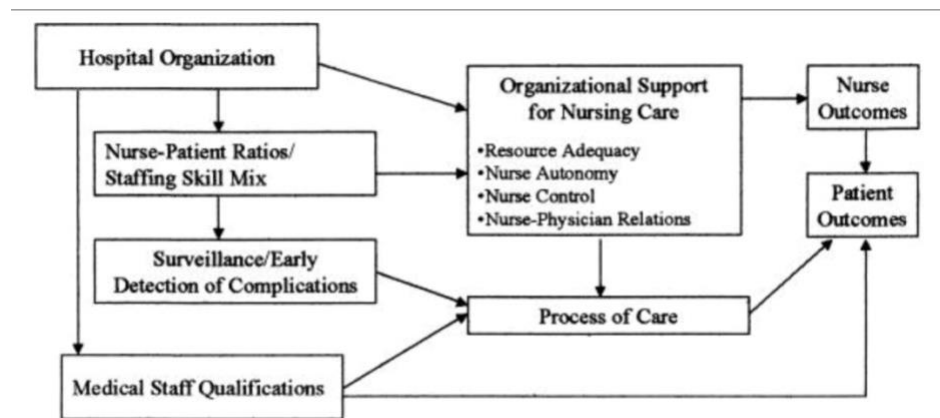 Hospital Organization
Organizational Support
for Nursing Care
•Resource Adequacy
•Nurse Autonomy
•Nurse Control
•Nurse-Physician Relations
Nurse
Outcomes
Nurse-Patient Ratios/
Staffing Skill Mix
Patient
Outcomes
Surveillance/Early
Detection of Complications
Process of Care
Medical Staff Qualifications